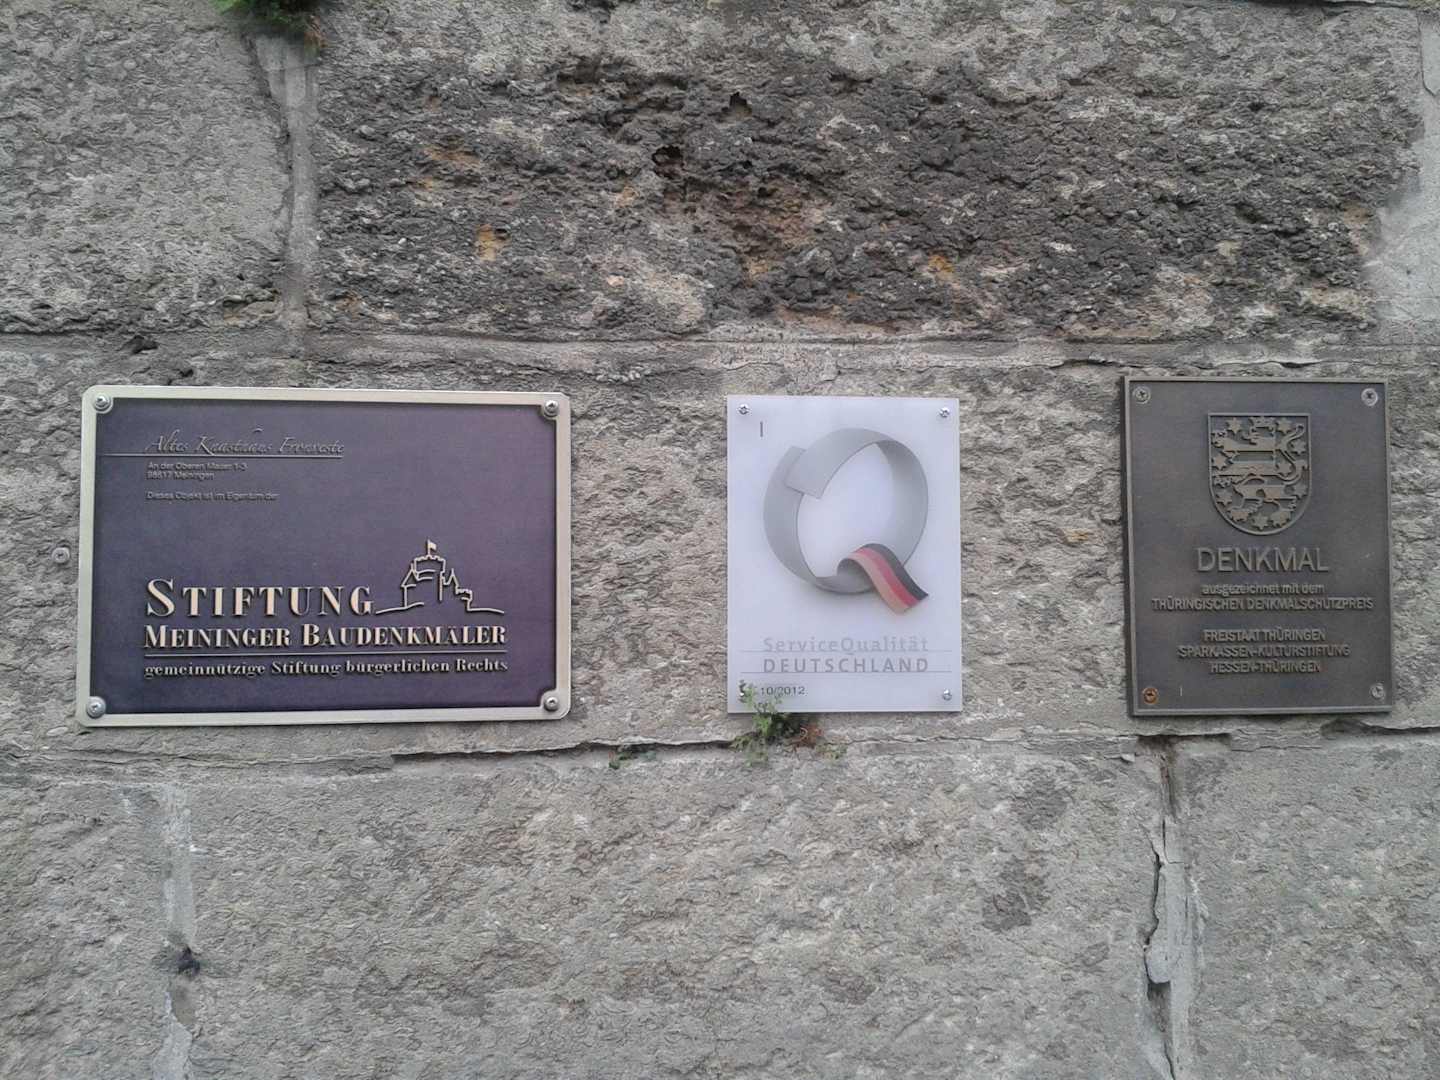 Altes Knasthaus Fronveste
An der Oberen Mauer 1-3
98617 Meiningen
Dieses Objekt ist im Eigentum der
STIFTUNG
MEININGER BAUDENKMÄLER
gemeinnützige Stiftung bürgerlichen Rechts
I
ServiceQualität
DEUTSCHLAND
10/2012
DENKMAL
ausgezeichnet mit dem
THÜRINGISCHEN DENKMALSCHUTZPREIS
FREISTAAT THÜRINGEN
SPARKASSEN-KULTURSTIFTUNG
HESSEN-THÜRINGEN